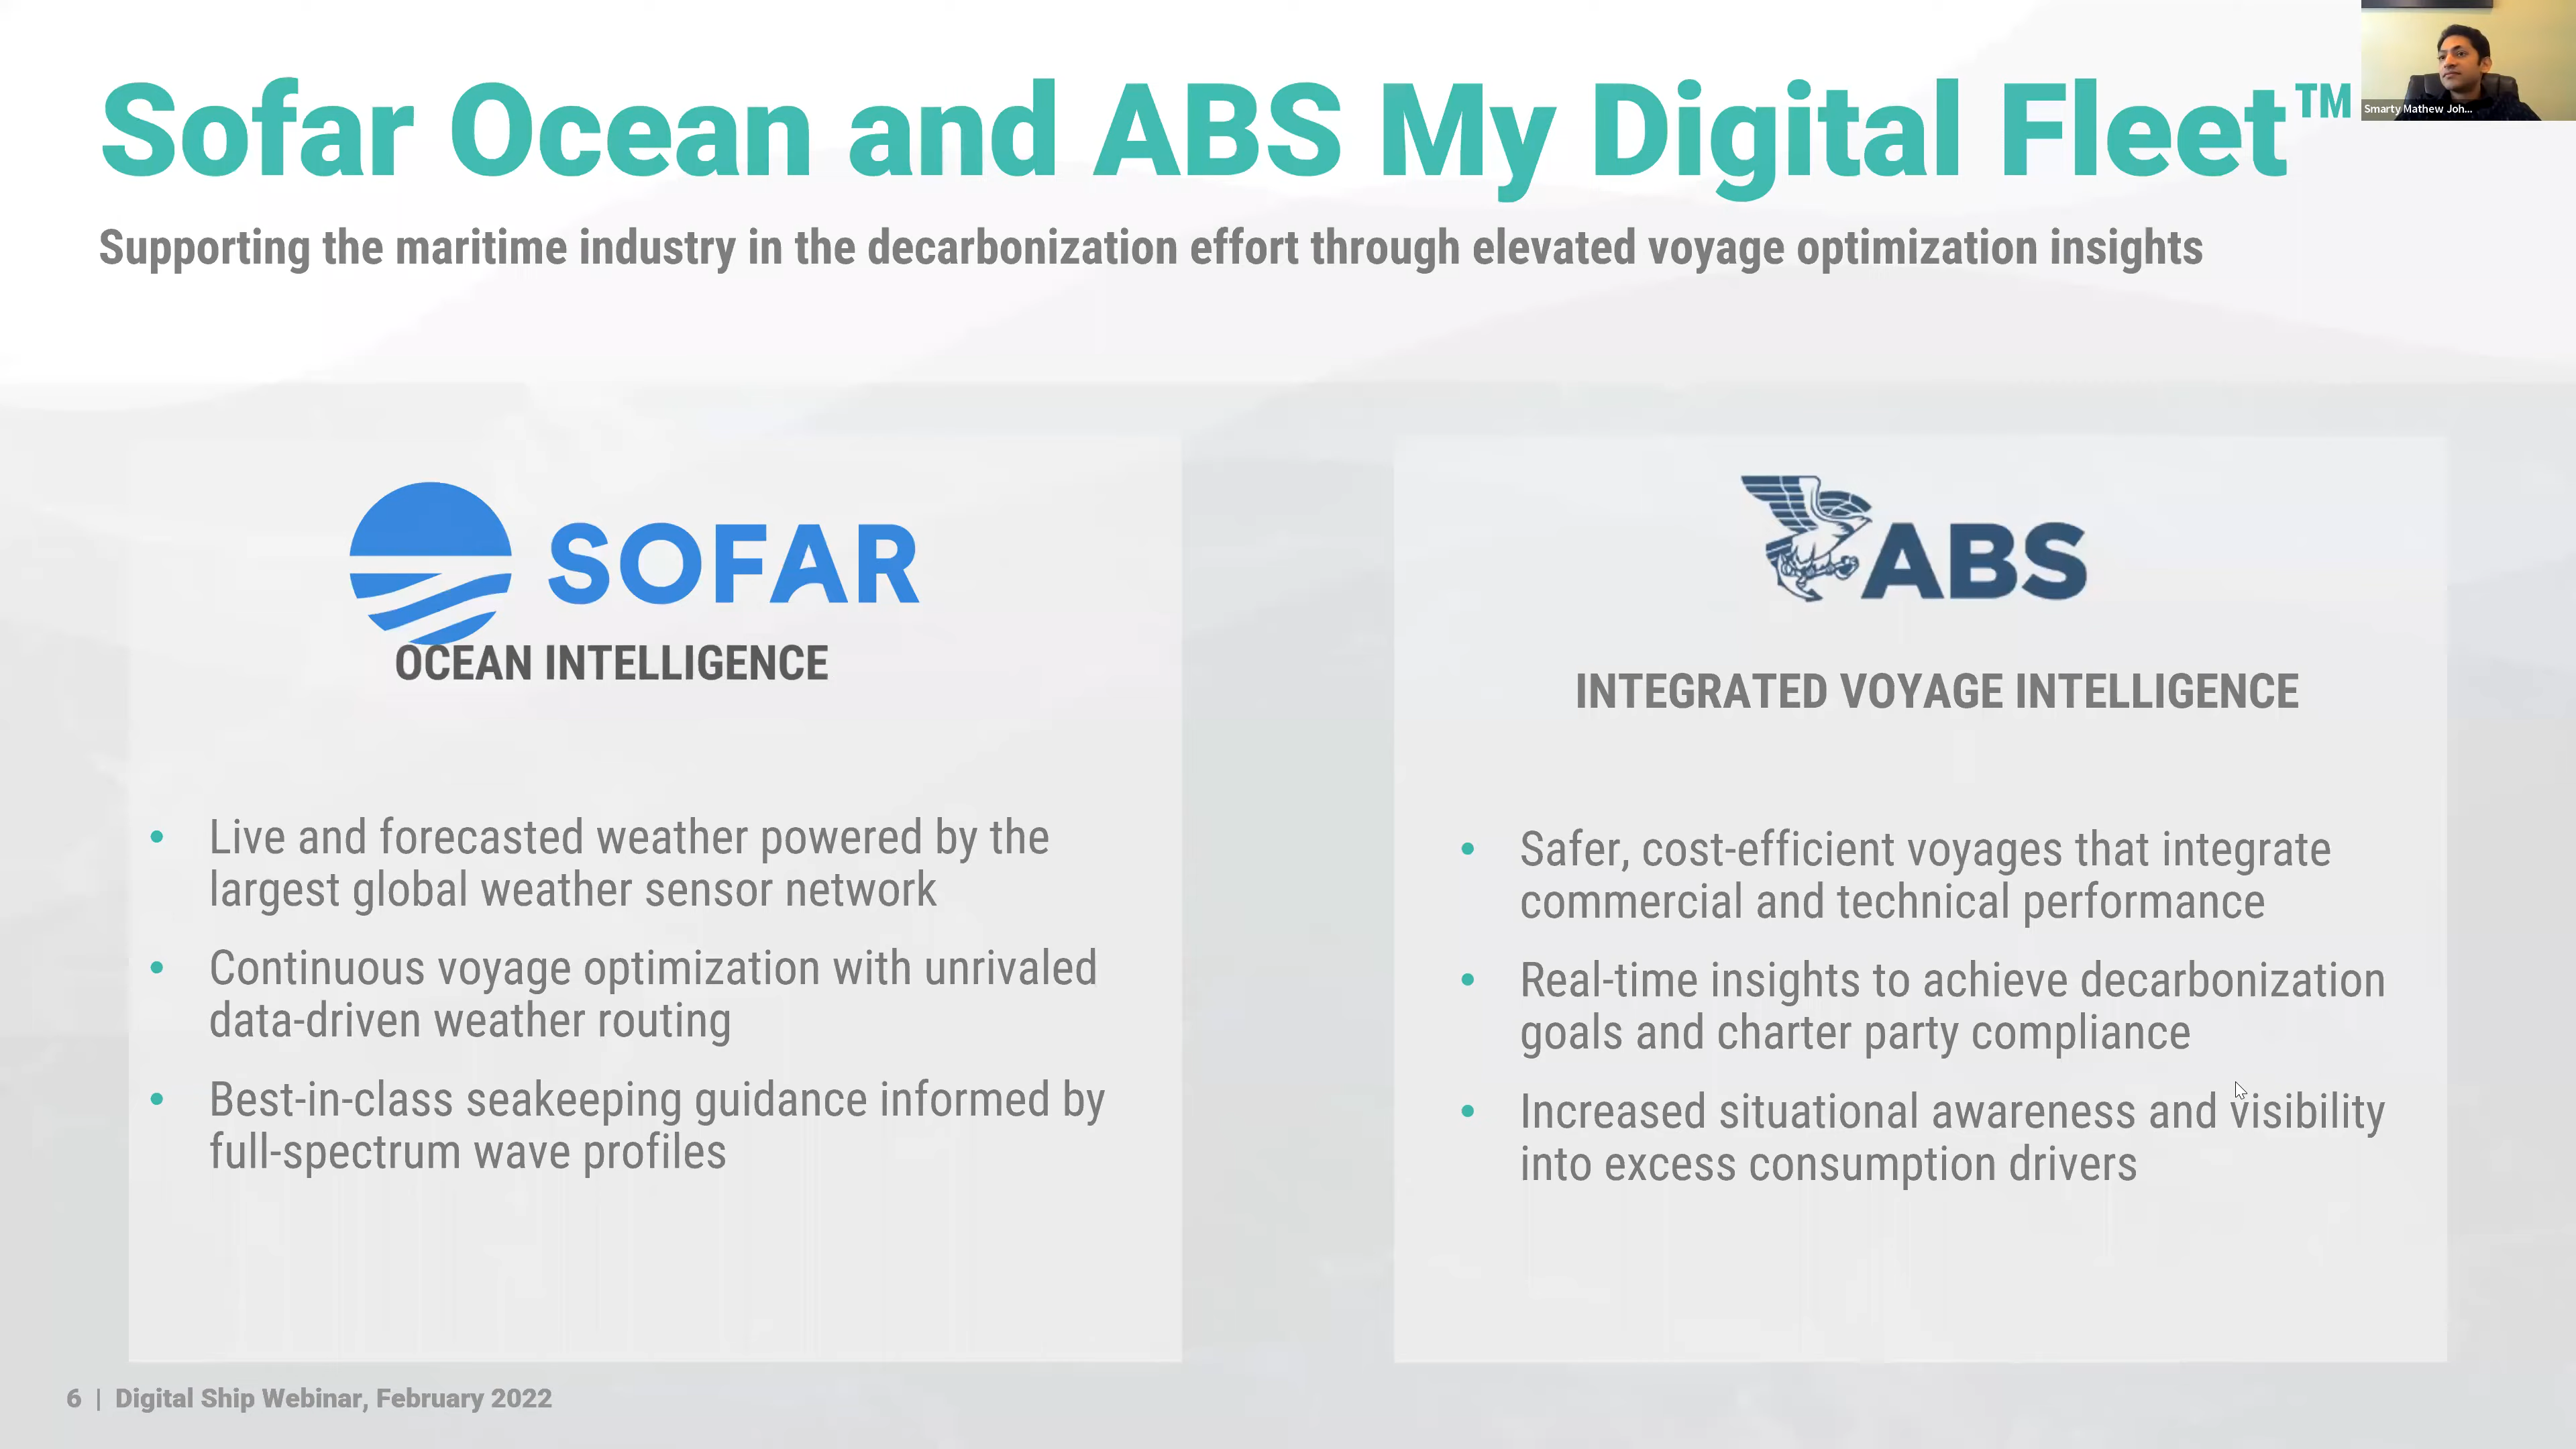 Sofar Ocean and ABS My Digital Fleet™
Smarty Mathew Joh...
Supporting the maritime industry in the decarbonization effort through elevated voyage optimization insights
SOFAR
OCEAN INTELLIGENCE
Live and forecasted weather powered by the
largest global weather sensor network
Continuous voyage optimization with unrivaled
data-driven weather routing
Best-in-class seakeeping guidance informed by
full-spectrum wave profiles
ABS
INTEGRATED VOYAGE INTELLIGENCE
Safer, cost-efficient voyages that integrate
commercial and technical performance
Real-time insights to achieve decarbonization
goals and charter party compliance
Increased situational awareness and visibility
into excess consumption drivers
6 | Digital Ship Webinar, February 2022